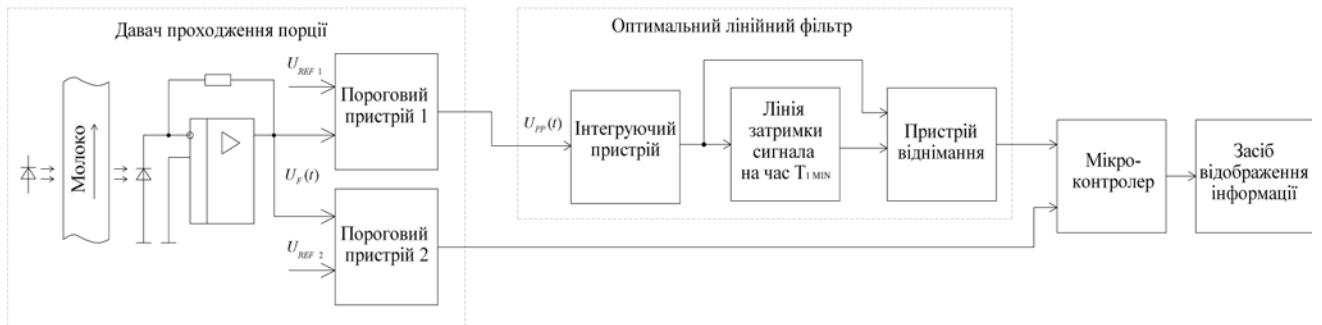 Давач проходження порції
Оптимальний лінійний фільтр
Молоко
U_REF 1
Пороговий
пристрій 1
U_F(t)
U_REF 2
Пороговий
пристрій 2
U_PP(t)
Інтегруючий
пристрій
Лінія
затримки
сигнала
на час T_1 MIN
Пристрій
віднімання
Мікро-
контролер
Засіб
відображення
інформації